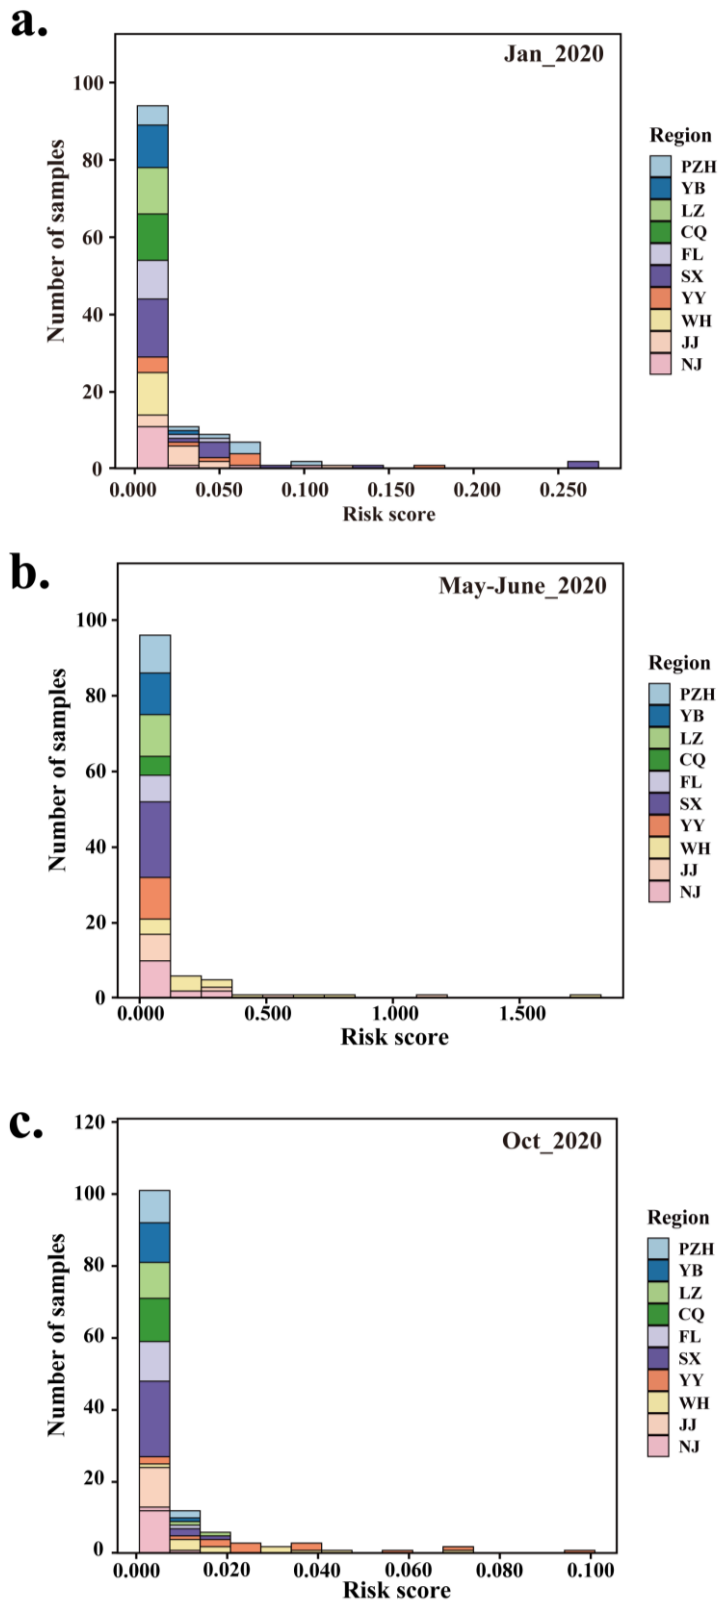 a.
Jan_2020
Number of samples
100
80
60
40
20
0
0.000 0.050 0.100 0.150 0.200 0.250
Risk score
Region
PZH
YB
LZ
CQ
FL
SX
YY
WH
JJ
NJ
b.
May-June_2020
Number of samples
100
80
60
40
20
0
0.000 0.500 1.000 1.500
Risk score
Region
PZH
YB
LZ
CQ
FL
SX
YY
WH
JJ
NJ
c.
Oct_2020
Number of samples
120
100
80
60
40
20
0
0.000 0.020 0.040 0.060 0.080 0.100
Risk score
Region
PZH
YB
LZ
CQ
FL
SX
YY
WH
JJ
NJ